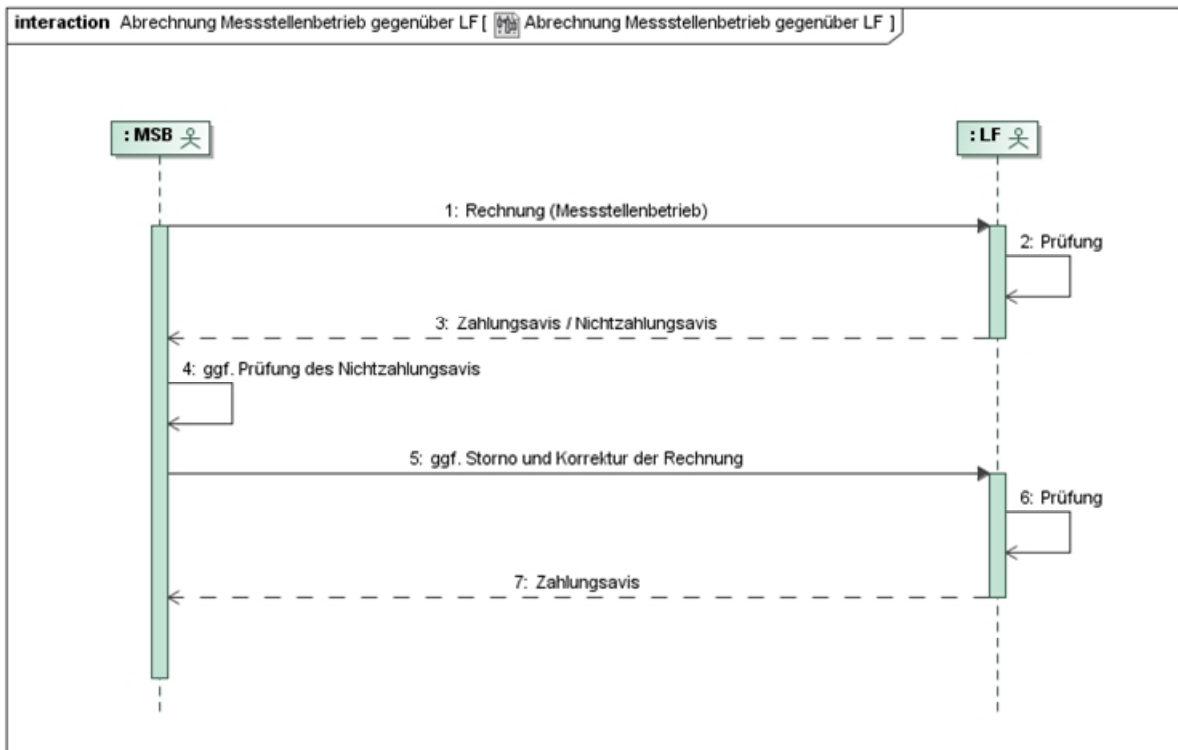 interaction Abrechnung Messstellenbetrieb gegenüber LF [ Abrechnung Messstellenbetrieb gegenüber LF ]
: MSB
: LF
1: Rechnung (Messstellenbetrieb)
2: Prüfung
3: Zahlungsavis / Nichtzahlungsavis
4: ggf. Prüfung des Nichtzahlungsavis
5: ggf. Storno und Korrektur der Rechnung
6: Prüfung
7: Zahlungsavis